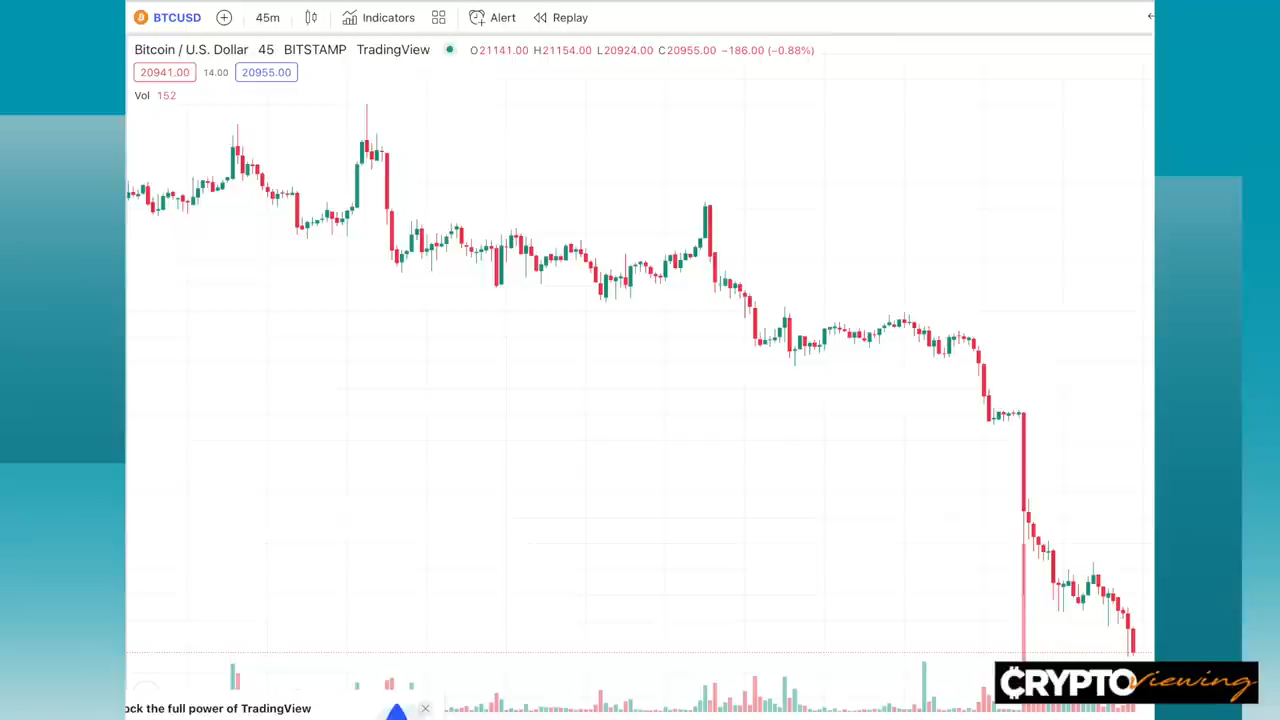 BTCUSD 45m Indicators Alert Replay
Bitcoin / U.S. Dollar 45 BITSTAMP TradingView O21141.00 H21154.00 L20924.00 C20955.00 −186.00 (−0.88%)
20941.00 14.00 20955.00
Vol 152
ock the full power of TradingView
CRYPTO Viewing